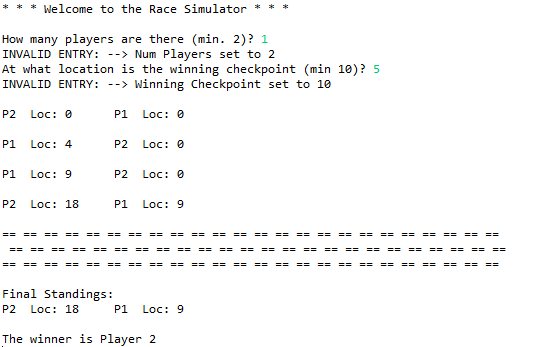 * * * Welcome to the Race Simulator * * *
How many players are there (min. 2)? 1
INVALID ENTRY: --> Num Players set to 2
At what location is the winning checkpoint (min 10)? 5
INVALID ENTRY: --> Winning Checkpoint set to 10
P2  Loc: 0      P1  Loc: 0
P1  Loc: 4      P2  Loc: 0
P1  Loc: 9      P2  Loc: 0
P2  Loc: 18     P1  Loc: 9
== == == == == == == == == == == == == == == == == == == == == == == ==
 == == == == == == == == == == == == == == == == == == == == == == == ==
== == == == == == == == == == == == == == == == == == == == == == == ==
Final Standings:
P2  Loc: 18     P1  Loc: 9
The winner is Player 2